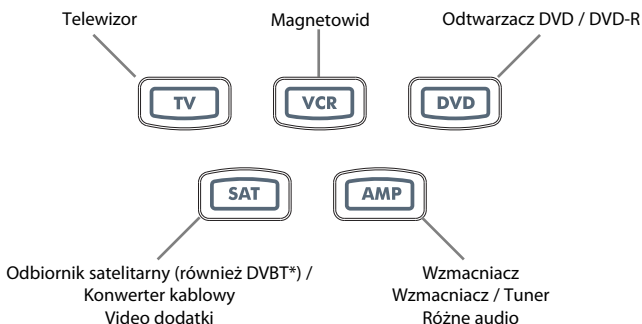 Telewizor
Magnetowid
Odtwarzacz DVD / DVD-R
TV
VCR
DVD
SAT
AMP
Odbiornik satelitarny (również DVBT*) /
Konwerter kablowy
Video dodatki
Wzmacniacz
Wzmacniacz / Tuner
Różne audio